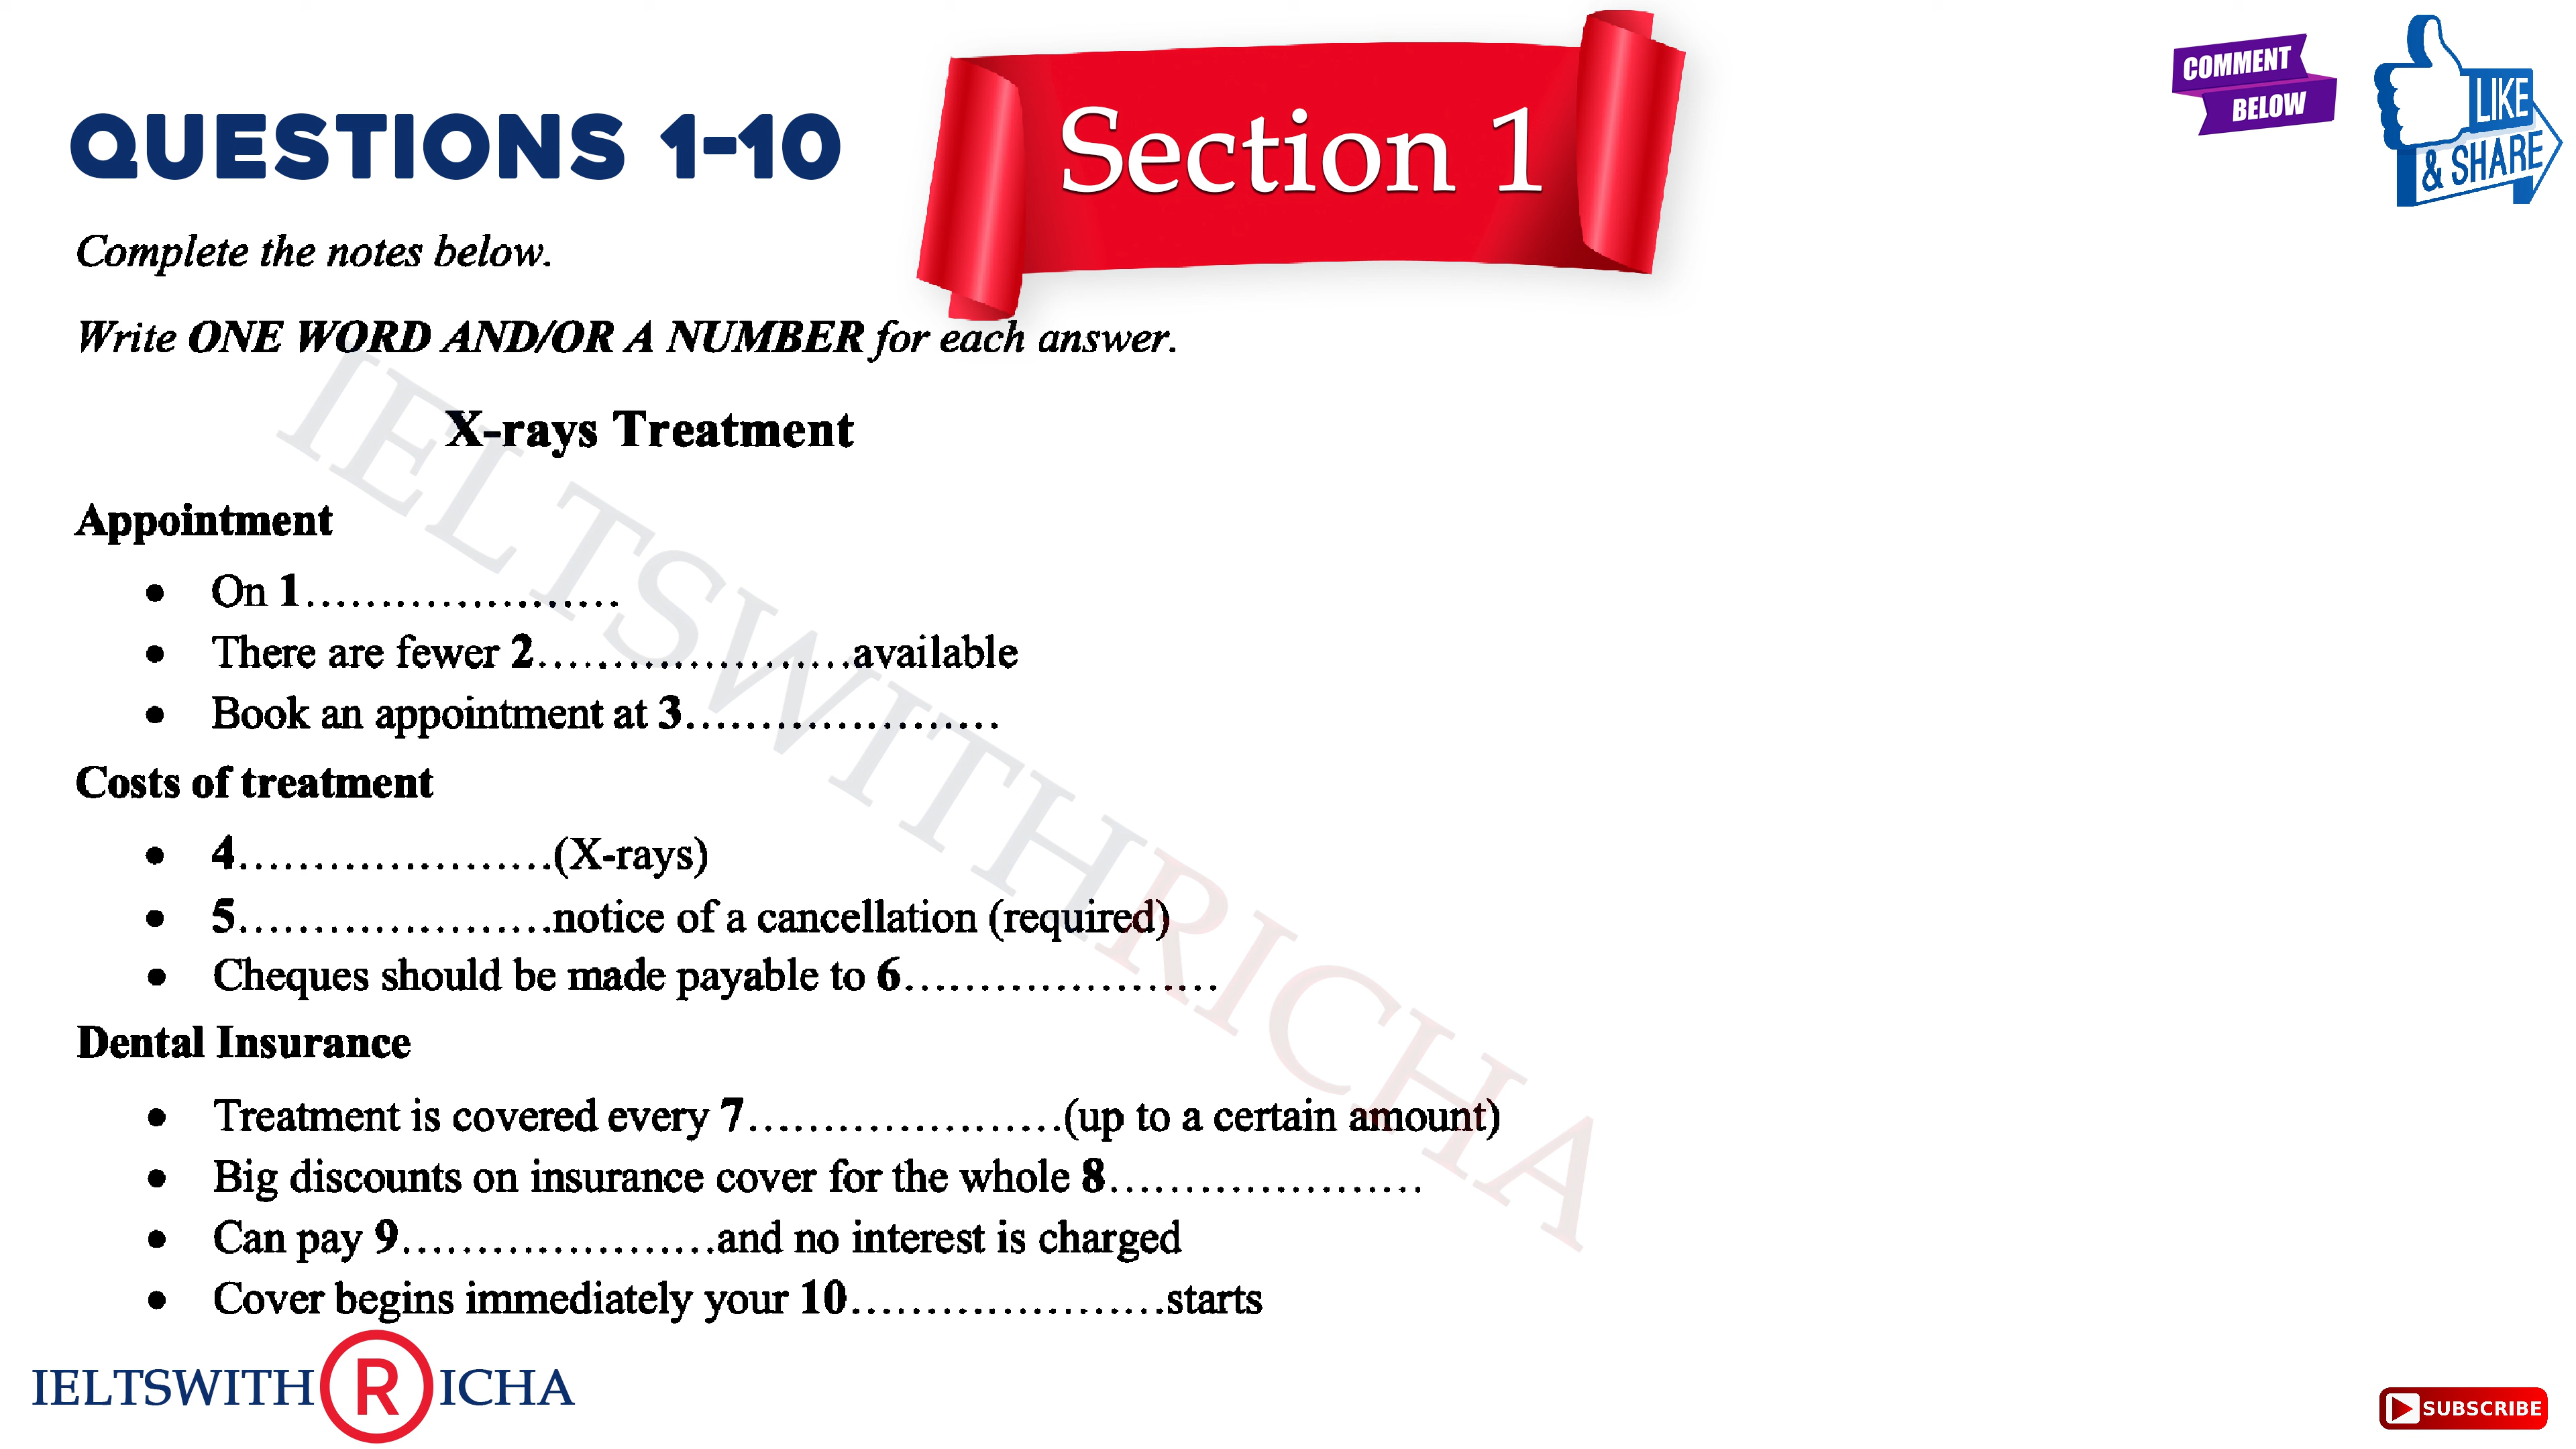 QUESTIONS 1-10
Section 1
COMMENT
BELOW
LIKE
& SHARE
Complete the notes below.
Write ONE WORD AND/OR A NUMBER for each answer.
X-rays Treatment
Appointment
• On 1.....................
• There are fewer 2.....................available
• Book an appointment at 3.....................
Costs of treatment
• 4.....................(X-rays)
• 5.....................notice of a cancellation (required)
• Cheques should be made payable to 6.....................
Dental Insurance
• Treatment is covered every 7.....................(up to a certain amount)
• Big discounts on insurance cover for the whole 8.....................
• Can pay 9.....................and no interest is charged
• Cover begins immediately your 10.....................starts
IELTSWITHRICHA
IELTSWITHRICHA
SUBSCRIBE